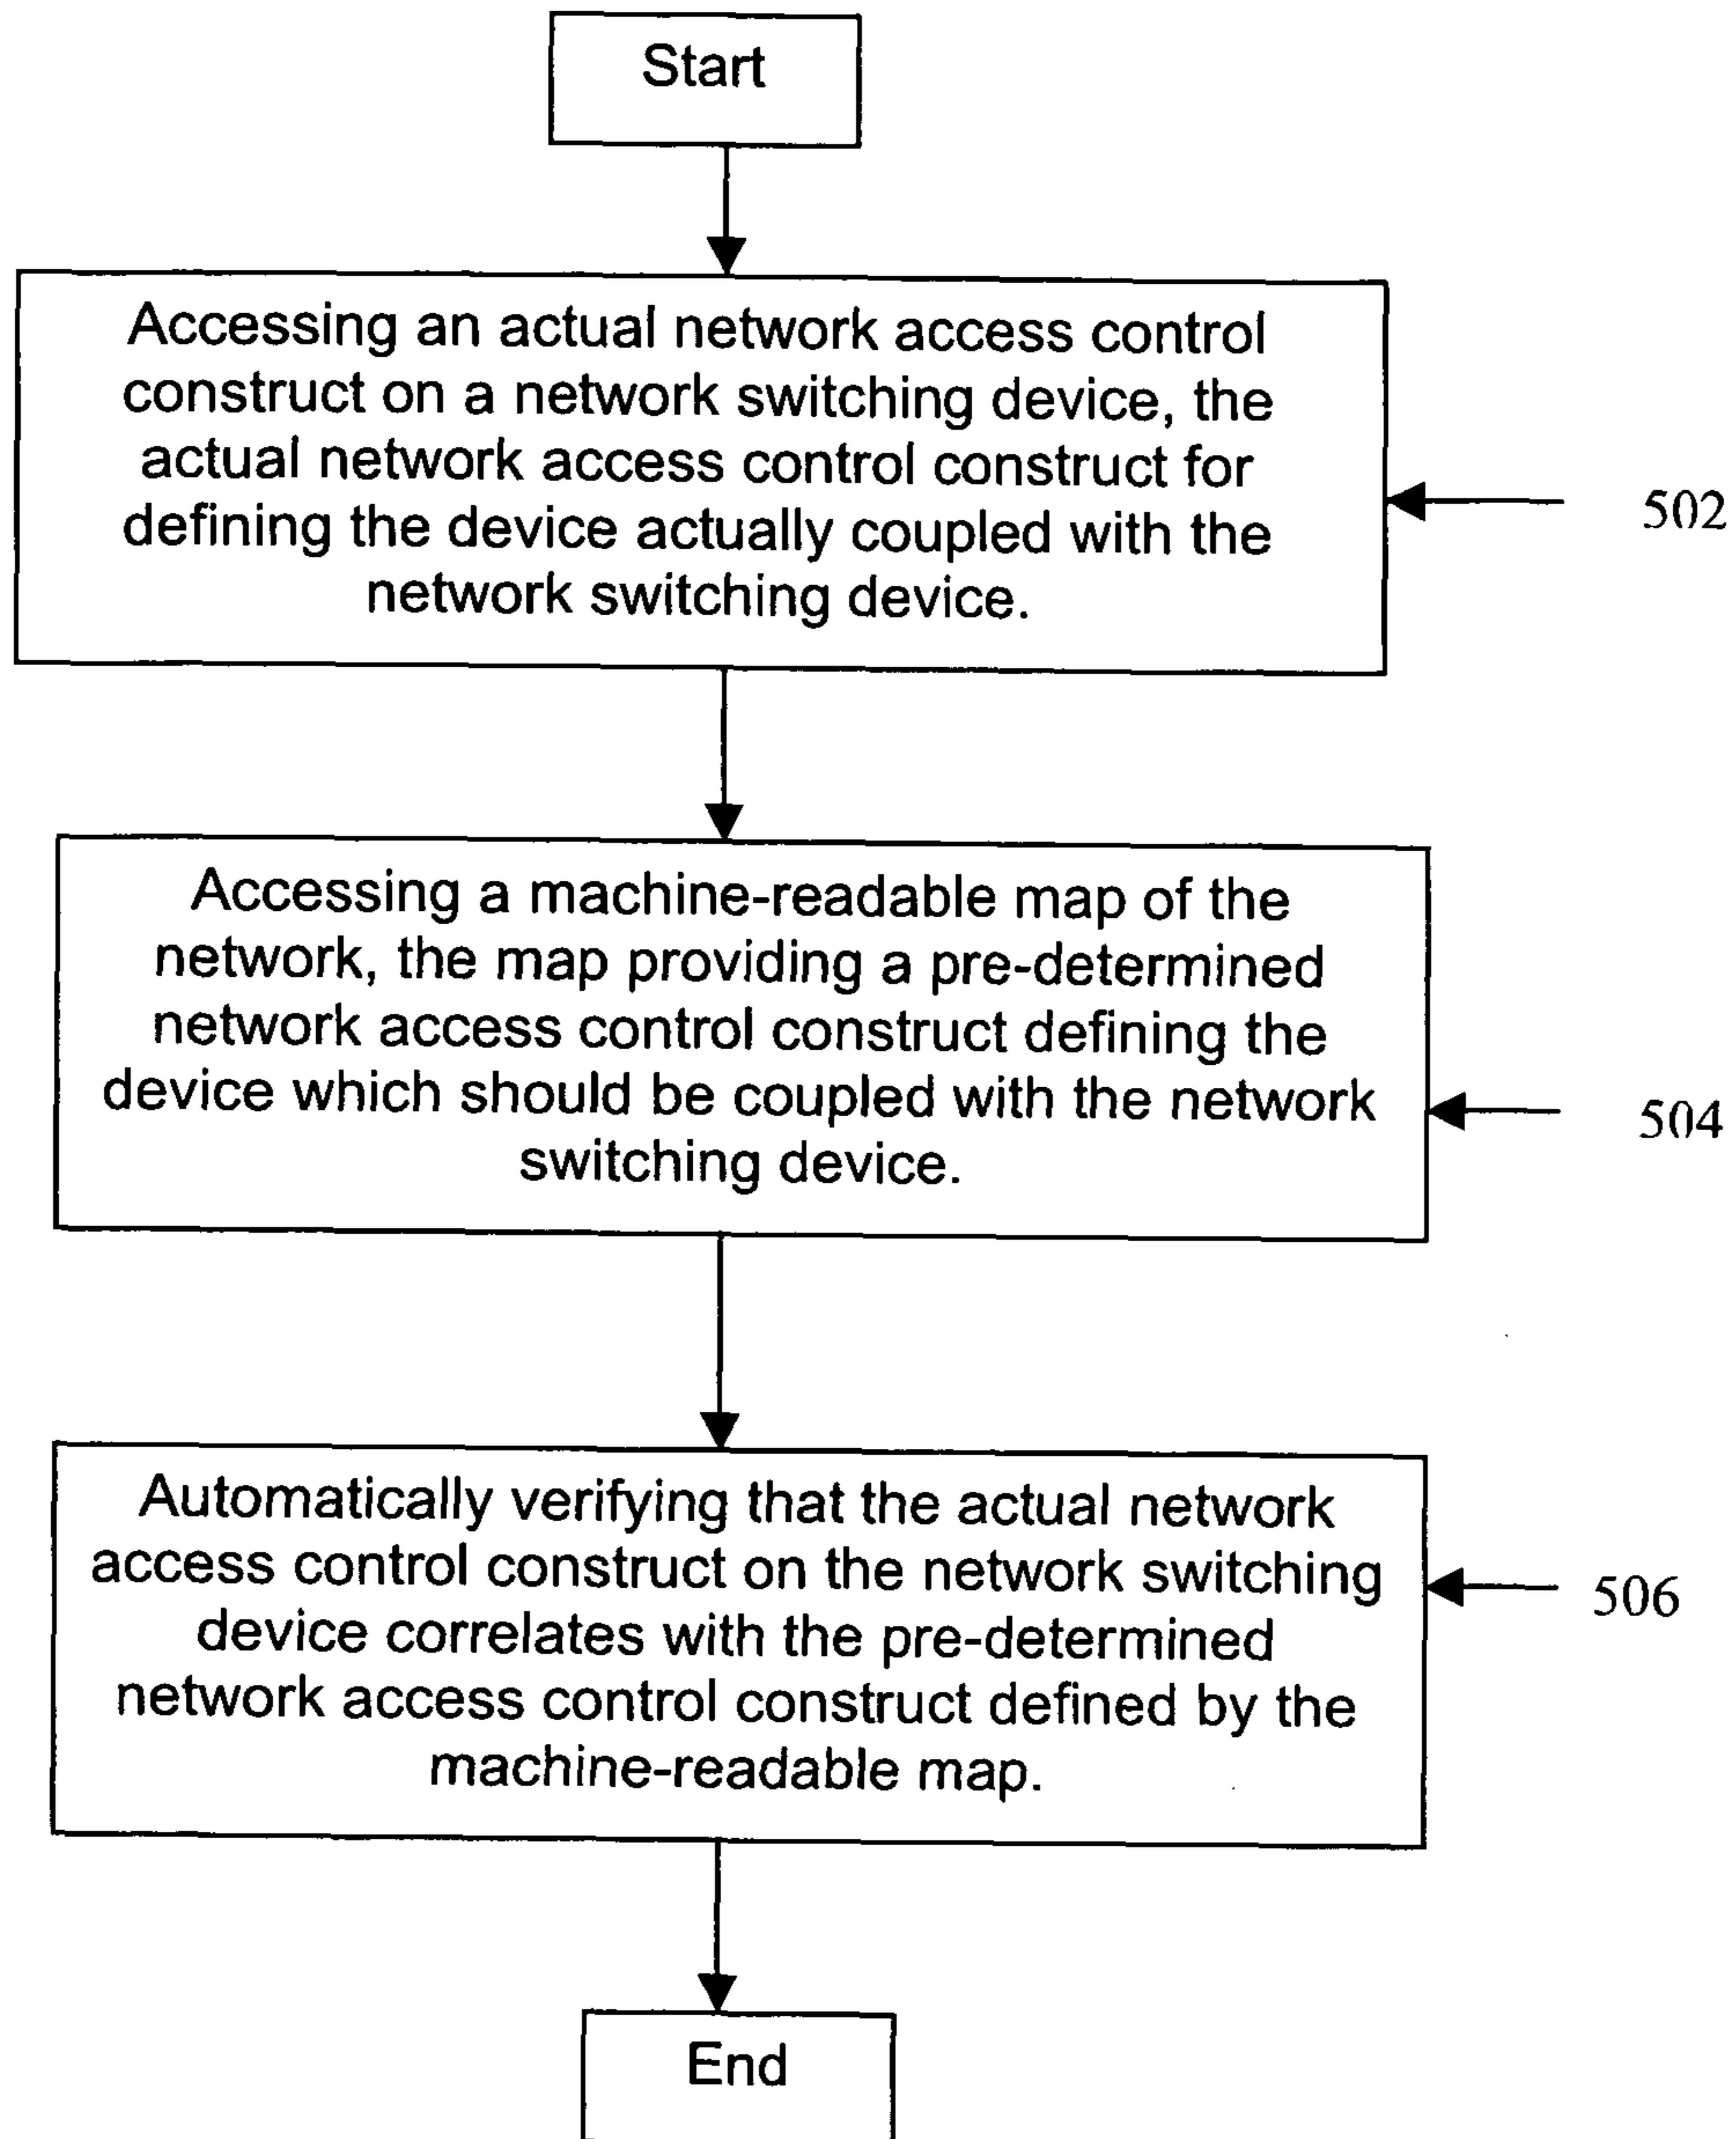 Start
Accessing an actual network access control
construct on a network switching device, the
actual network access control construct for
defining the device actually coupled with the
network switching device.
502
Accessing a machine-readable map of the
network, the map providing a pre-determined
network access control construct defining the
device which should be coupled with the network
switching device.
504
Automatically verifying that the actual network
access control construct on the network switching
device correlates with the pre-determined
network access control construct defined by the
machine-readable map.
506
End